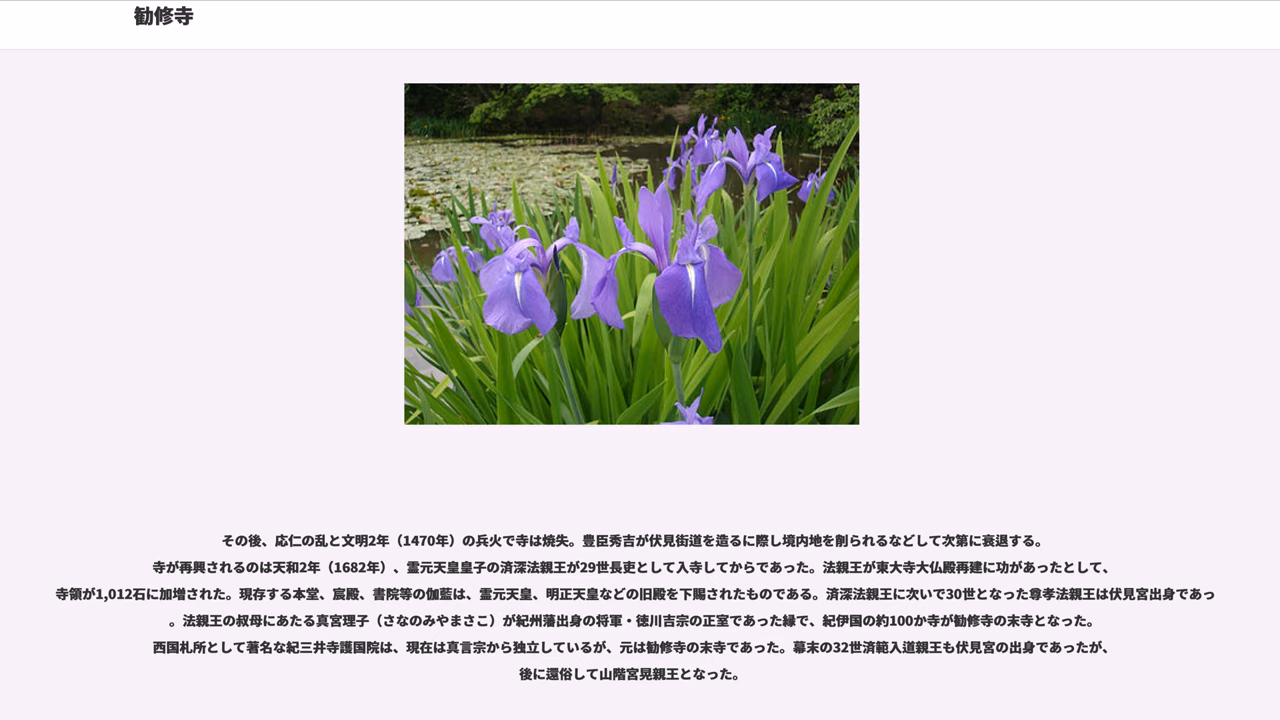 勧修寺
その後、応仁の乱と文明2年（1470年）の兵火で寺は焼失。豊臣秀吉が伏見街道を造るに際し境内地を削られるなどして次第に衰退する。
寺が再興されるのは天和2年（1682年）、霊元天皇皇子の済深法親王が29世長吏として入寺してからであった。法親王が東大寺大仏殿再建に功があったとして、
寺領が1,012石に加増された。現存する本堂、宸殿、書院等の伽藍は、霊元天皇、明正天皇などの旧殿を下賜されたものである。済深法親王に次いで30世となった尊孝法親王は伏見宮出身であっ
。法親王の叔母にあたる真宮理子（さなのみやまさこ）が紀州藩出身の将軍・徳川吉宗の正室であった縁で、紀伊国の約100か寺が勧修寺の末寺となった。
西国札所として著名な紀三井寺護国院は、現在は真言宗から独立しているが、元は勧修寺の末寺であった。幕末の32世済範入道親王も伏見宮の出身であったが、
後に還俗して山階宮晃親王となった。